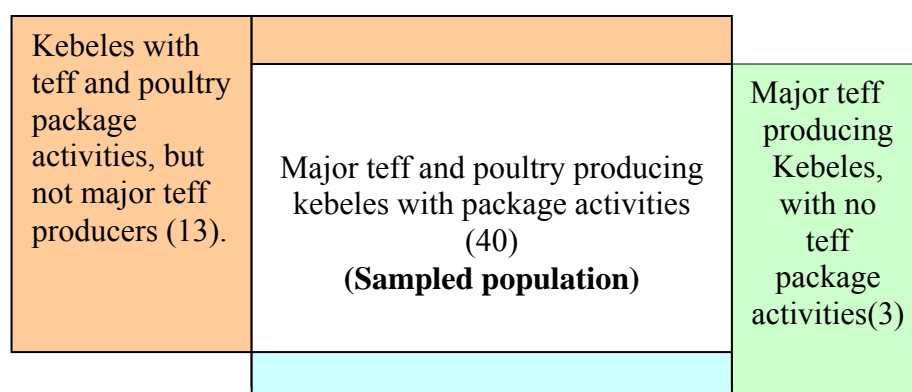 Kebeles with
teff and poultry
package
activities, but
not major teff
producers (13).
Major teff and poultry producing
kebeles with package activities
(40)
(Sampled population)
Major teff
producing
Kebeles,
with no
teff
package
activities(3)